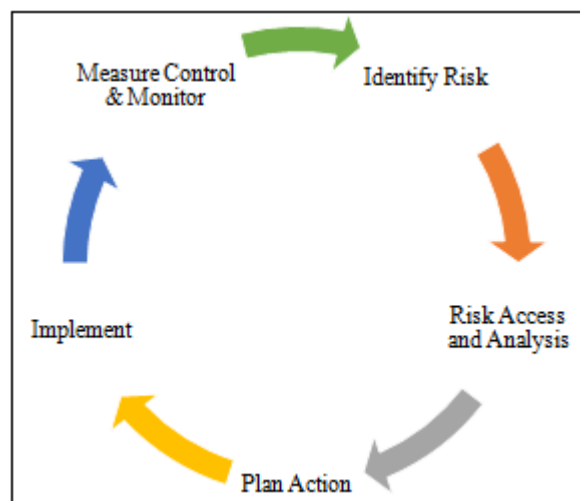 Measure Control
& Monitor
Identify Risk
Risk Access
and Analysis
Plan Action
Implement